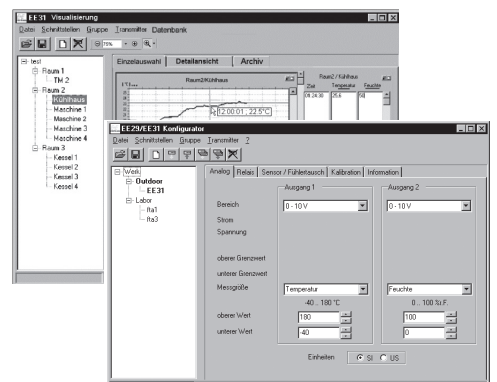 EE31 Visualisierung
Datei Schnittstellen Gruppe Transmitter Datenbank
75%
test
Raum 1
TM 2
Raum 2
Kühlhaus
Maschine 1
Maschine 2
Maschine 3
Maschine 4
Raum 3
Kessel 1
Kessel 2
Kessel 3
Kessel 4
Einzelauswahl Detailansicht Archiv
Raum2/Kühlhaus
12:00:01 , 22.5°C
Raum2 / Kühlhaus
Zeit Temperatur Feuchte
EE29/EE31 Konfigurator
Datei Schnittstellen Gruppe Transmitter ?
Werk
Outdoor
EE31
Labor
fta1
fta3
Analog Relais Sensor / Fühlertausch Kalibration Information
Ausgang 1 Ausgang 2
Bereich 0 - 10 V 0 - 10 V
Strom
Spannung
oberer Grenzwert
unterer Grenzwert
Messgröße Temperatur Feuchte
-40 .. 180 °C 0 .. 100 %r.F.
oberer Wert 180 100
unterer Wert -40 0
Einheiten SI US